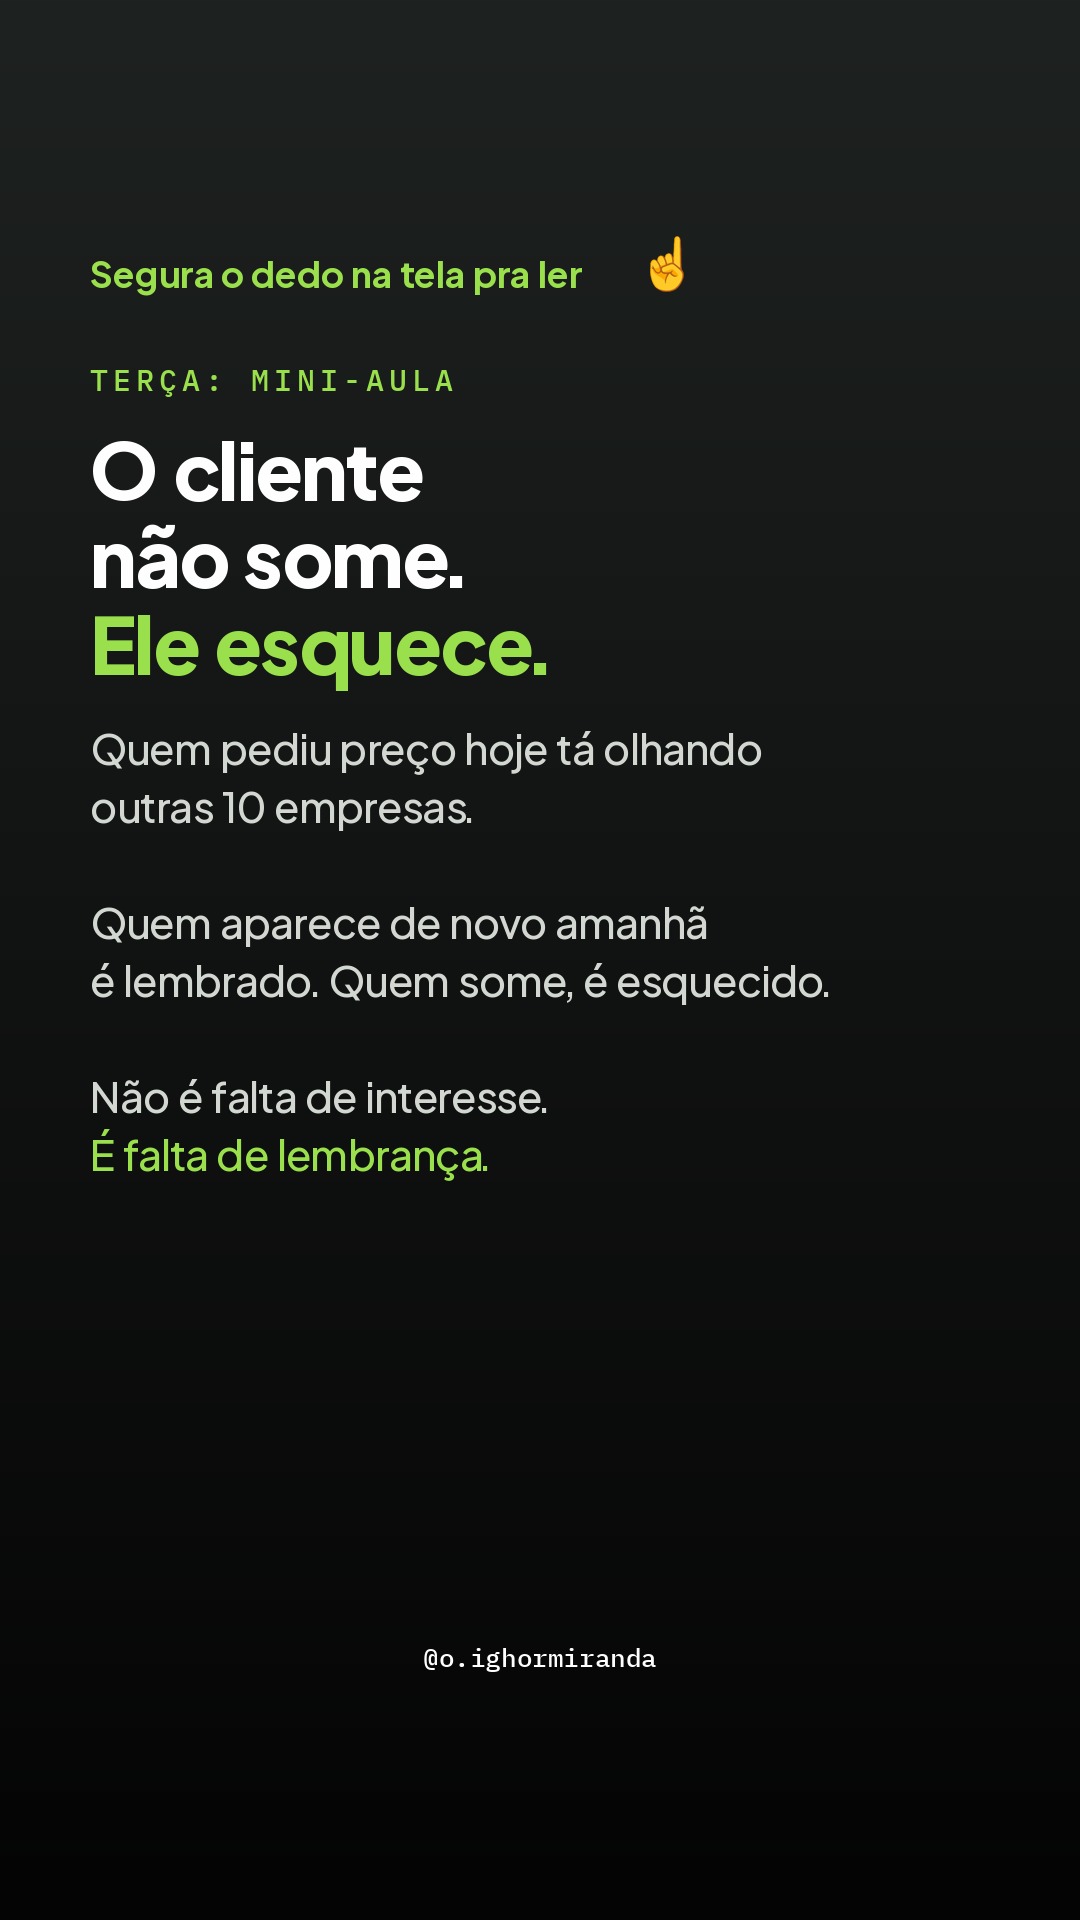 Segura o dedo na tela pra ler ☝️
TERÇA: MINI-AULA
O cliente
não some.
Ele esquece.
Quem pediu preço hoje tá olhando
outras 10 empresas.
Quem aparece de novo amanhã
é lembrado. Quem some, é esquecido.
Não é falta de interesse.
É falta de lembrança.
@o.ighormiranda